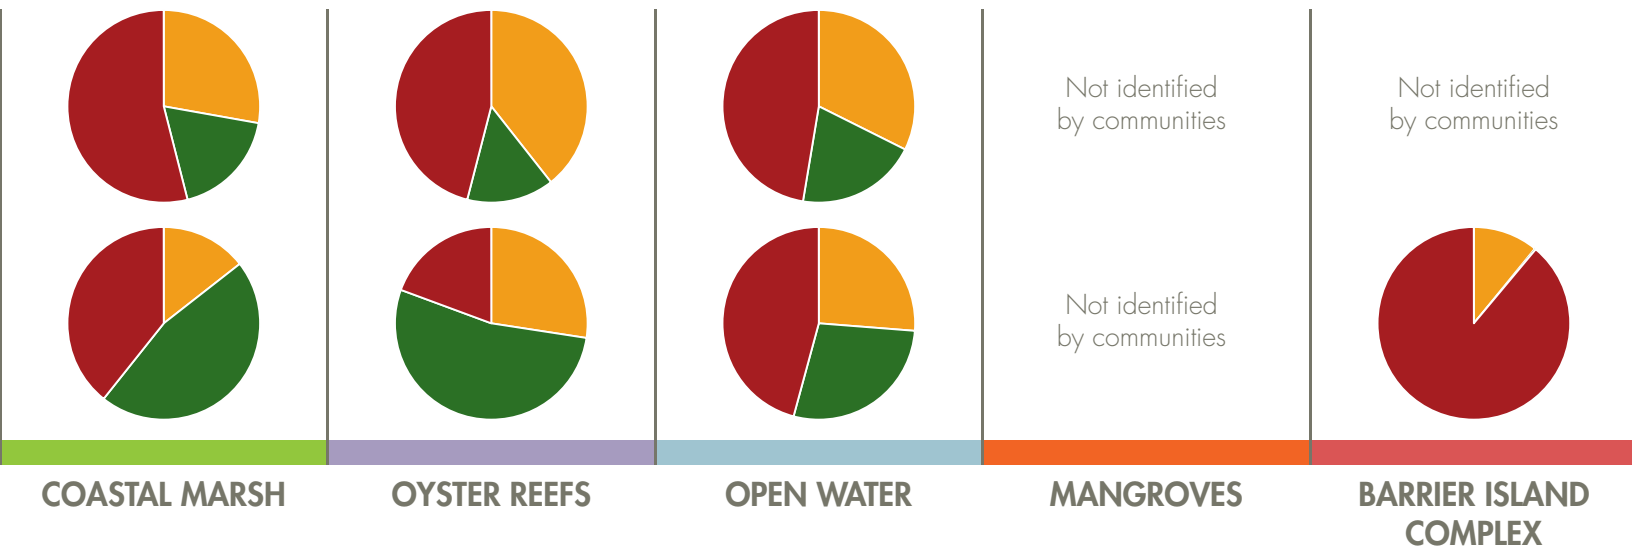 Not identified
by communities
Not identified
by communities
Not identified
by communities
COASTAL MARSH
OYSTER REEFS
OPEN WATER
MANGROVES
BARRIER ISLAND
COMPLEX